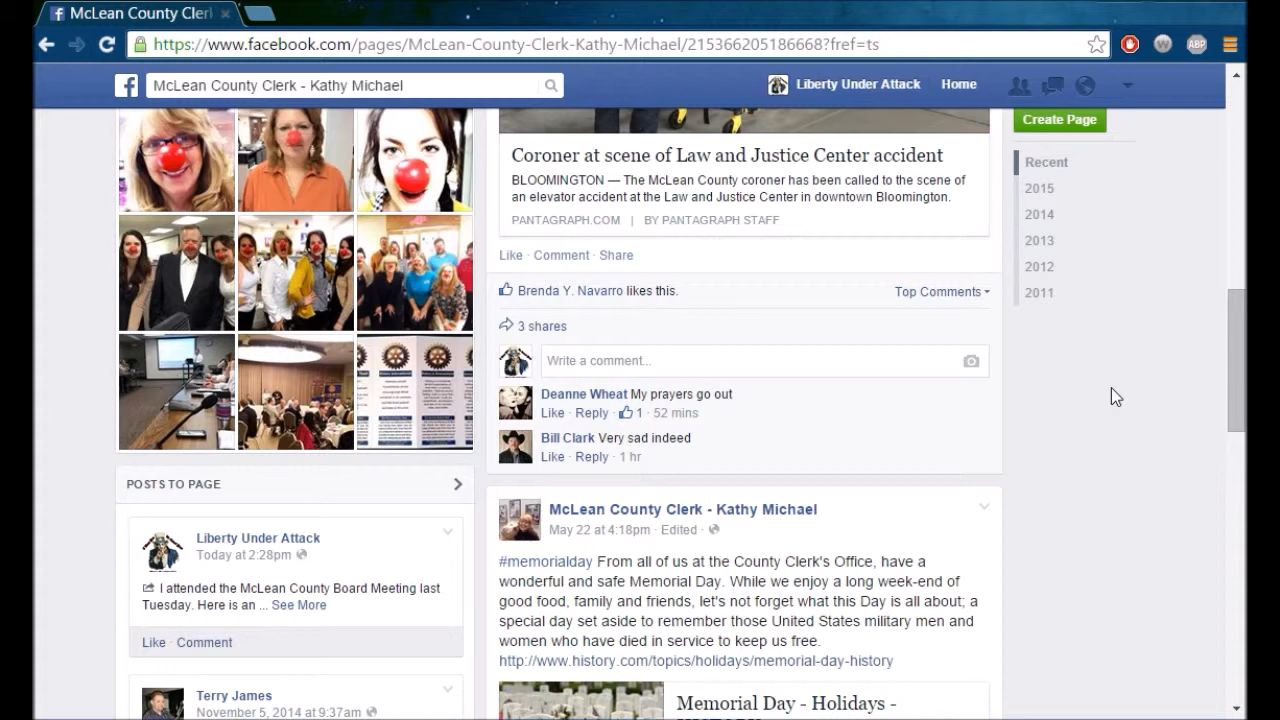 McLean County Cler
https://www.facebook.com/pages/McLean-County-Clerk-Kathy-Michael/215366205186668?fref=ts
W
ABP
McLean County Clerk - Kathy Michael
Liberty Under Attack
Home
Create Page
Recent
2015
2014
2013
2012
2011
POSTS TO PAGE
Liberty Under Attack
Today at 2:28pm
I attended the McLean County Board Meeting last
Tuesday. Here is an ... See More
Like · Comment
Terry James
November 5, 2014 at 9:37am
Coroner at scene of Law and Justice Center accident
BLOOMINGTON — The McLean County coroner has been called to the scene of
an elevator accident at the Law and Justice Center in downtown Bloomington.
PANTAGRAPH.COM | BY PANTAGRAPH STAFF
Like · Comment · Share
Brenda Y. Navarro likes this.
Top Comments
3 shares
Write a comment...
Deanne Wheat My prayers go out
Like · Reply · 1 · 52 mins
Bill Clark Very sad indeed
Like · Reply · 1 hr
McLean County Clerk - Kathy Michael
May 22 at 4:18pm · Edited ·
#memorialday From all of us at the County Clerk's Office, have a
wonderful and safe Memorial Day. While we enjoy a long week-end of
good food, family and friends, let's not forget what this Day is all about; a
special day set aside to remember those United States military men and
women who have died in service to keep us free.
http://www.history.com/topics/holidays/memorial-day-history
Memorial Day - Holidays -